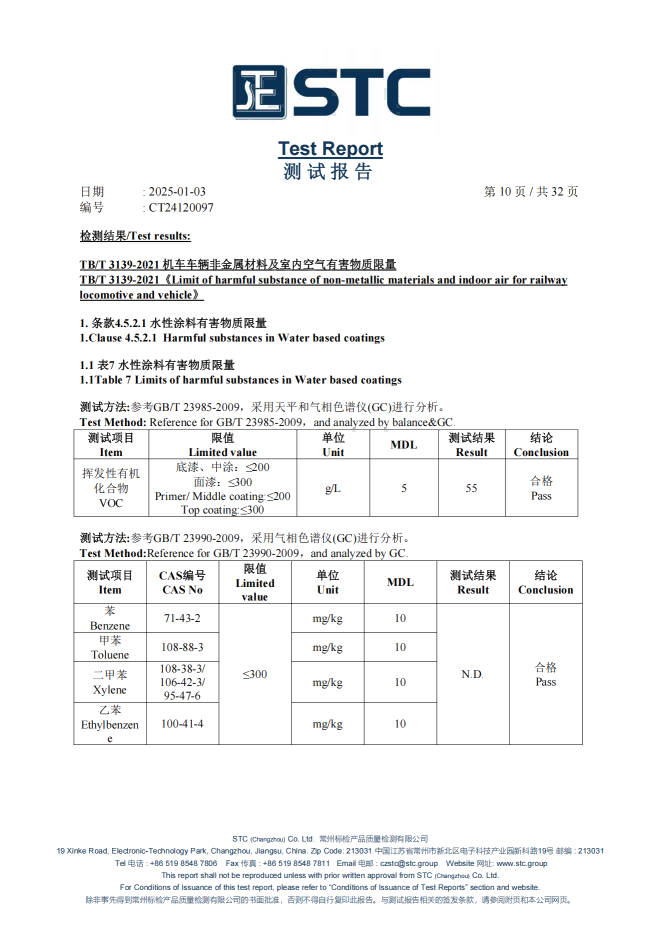 STC
Test Report
测试报告
日期 : 2025-01-03 第 10 页 / 共 32 页
编号 : CT24120097
检测结果/Test results:
TB/T 3139-2021 机车车辆非金属材料及室内空气有害物质限量
TB/T 3139-2021《Limit of harmful substance of non-metallic materials and indoor air for railway
locomotive and vehicle》
1. 条款4.5.2.1 水性涂料有害物质限量
1.Clause 4.5.2.1 Harmful substances in Water based coatings
1.1 表7 水性涂料有害物质限量
1.1Table 7 Limits of harmful substances in Water based coatings
测试方法:参考GB/T 23985-2009，采用天平和气相色谱仪(GC)进行分析。
Test Method: Reference for GB/T 23985-2009，and analyzed by balance&GC.
测试项目 限值 单位 MDL 测试结果 结论
Item Limited value Unit Result Conclusion
挥发性有机 底漆、中涂：≤200
化合物 面漆：≤300 g/L 5 55 合格
VOC Primer/ Middle coating:≤200 Pass
Top coating:≤300
测试方法:参考GB/T 23990-2009，采用气相色谱仪(GC)进行分析。
Test Method:Reference for GB/T 23990-2009，and analyzed by GC.
测试项目 CAS编号 限值 单位 MDL 测试结果 结论
Item CAS No Limited Unit Result Conclusion
value
苯
Benzene 71-43-2 mg/kg 10
甲苯
Toluene 108-88-3 mg/kg 10
二甲苯 108-38-3/ ≤300 mg/kg 10 N.D. 合格
Xylene 106-42-3/ Pass
95-47-6
乙苯
Ethylbenzen 100-41-4 mg/kg 10
e
STC (Changzhou) Co. Ltd. 常州标检产品质量检测有限公司
19 Xinke Road, Electronic-Technology Park, Changzhou, Jiangsu, China. Zip Code: 213031 中国江苏省常州市新北区电子科技产业园新科路19号 邮编 : 213031
Tel 电话 : +86 519 8548 7806 Fax 传真 : +86 519 8548 7811 Email 电邮 : czstc@stc.group Website 网址: www.stc.group
This report shall not be reproduced unless with prior written approval from STC (Changzhou) Co. Ltd.
For Conditions of Issuance of this test report, please refer to “Conditions of Issuance of Test Reports” section and website.
除非事先得到常州标检产品质量检测有限公司的书面批准，否则不得自行复印此报告。与测试报告相关的签发条款，请参阅附页和本公司网页。